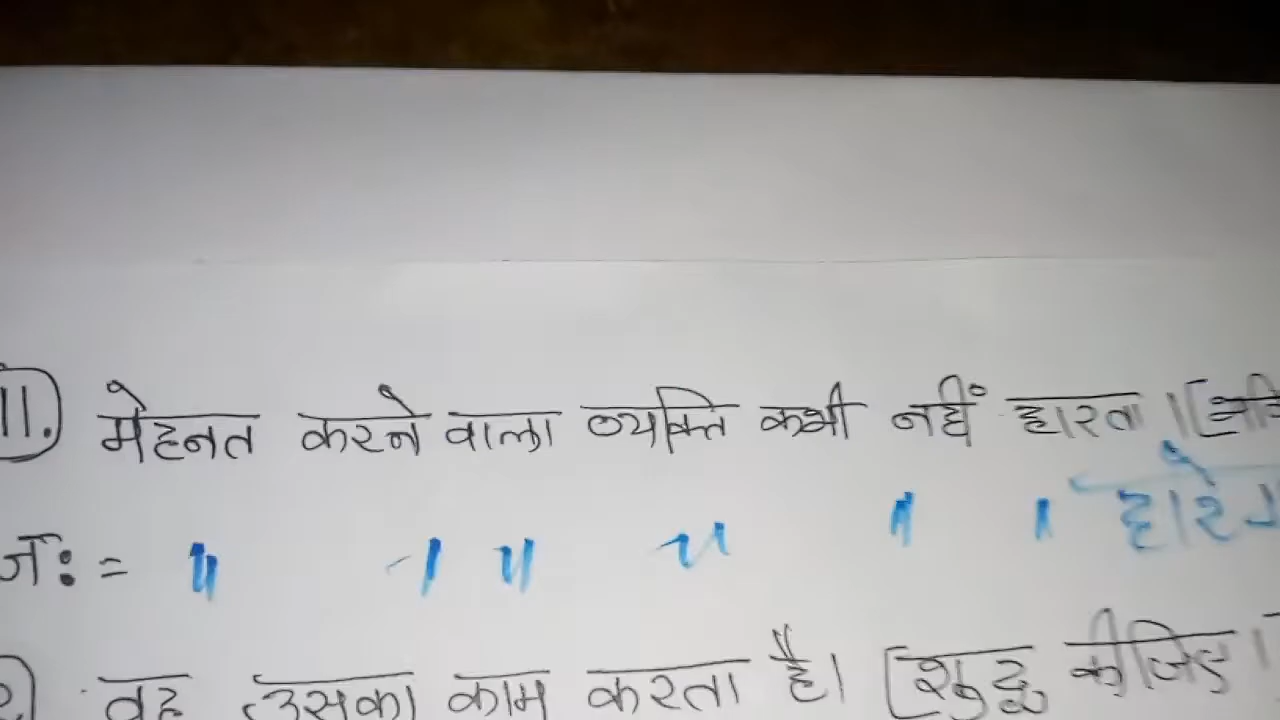 11. मेहनत करने वाला व्यक्ति कभी नहीं हारता ।
ज: = " " " " " " हारे
वह उसका काम करता है। [शुद्ध कीजिए।